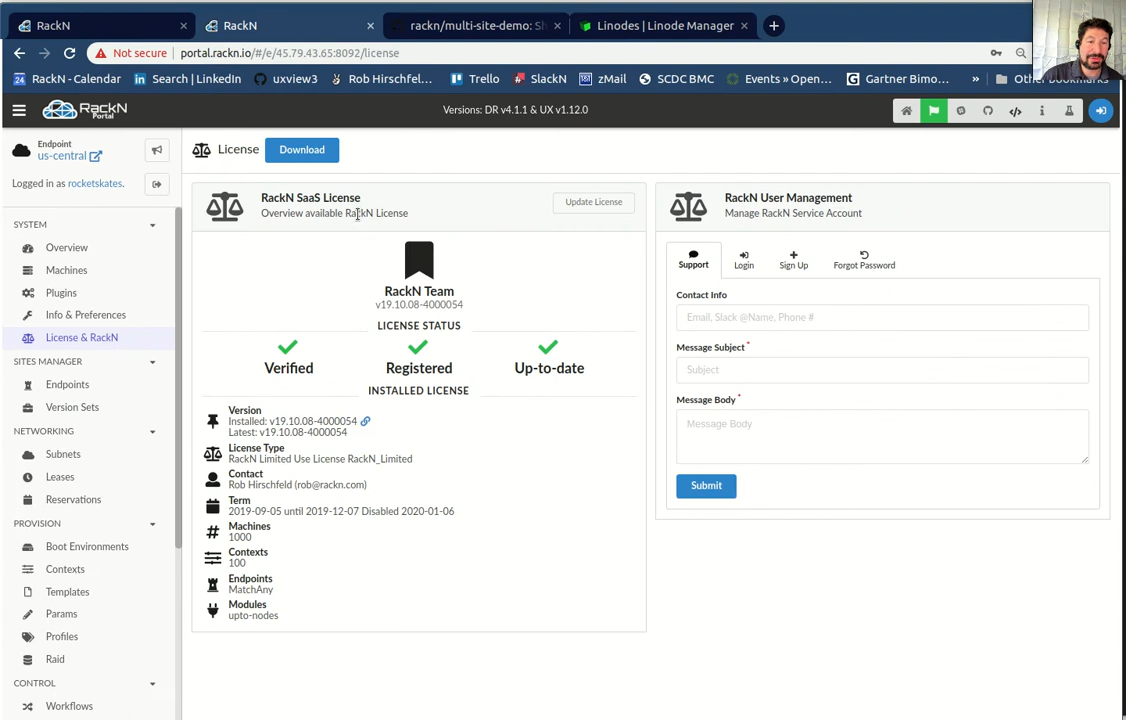 RackN
RackN
rackn/multi-site-demo: Sh
Linodes | Linode Manager
Not secure
portal.rackn.io/#/e/45.79.43.65:8092/license
RackN - Calendar
Search | LinkedIn
uxview3
Rob Hirschfel...
Trello
SlackN
zMail
SCDC BMC
Events » Open...
Gartner Bimo...
»
Other bookmarks
RackN
Portal
Versions: DR v4.1.1 & UX v1.12.0
Endpoint
us-central
Logged in as rocketskates.
SYSTEM
Overview
Machines
Plugins
Info & Preferences
License & RackN
SITES MANAGER
Endpoints
Version Sets
NETWORKING
Subnets
Leases
Reservations
PROVISION
Boot Environments
Contexts
Templates
Params
Profiles
Raid
CONTROL
Workflows
License
Download
RackN SaaS License
Overview available RackN License
Update License
RackN Team
v19.10.08-4000054
LICENSE STATUS
Verified
Registered
Up-to-date
INSTALLED LICENSE
Version
Installed: v19.10.08-4000054
Latest: v19.10.08-4000054
License Type
RackN Limited Use License RackN_Limited
Contact
Rob Hirschfeld (rob@rackn.com)
Term
2019-09-05 until 2019-12-07 Disabled 2020-01-06
Machines
1000
Contexts
100
Endpoints
MatchAny
Modules
upto-nodes
RackN User Management
Manage RackN Service Account
Support
Login
Sign Up
Forgot Password
Contact Info
Email, Slack @Name, Phone #
Message Subject *
Subject
Message Body *
Message Body
Submit